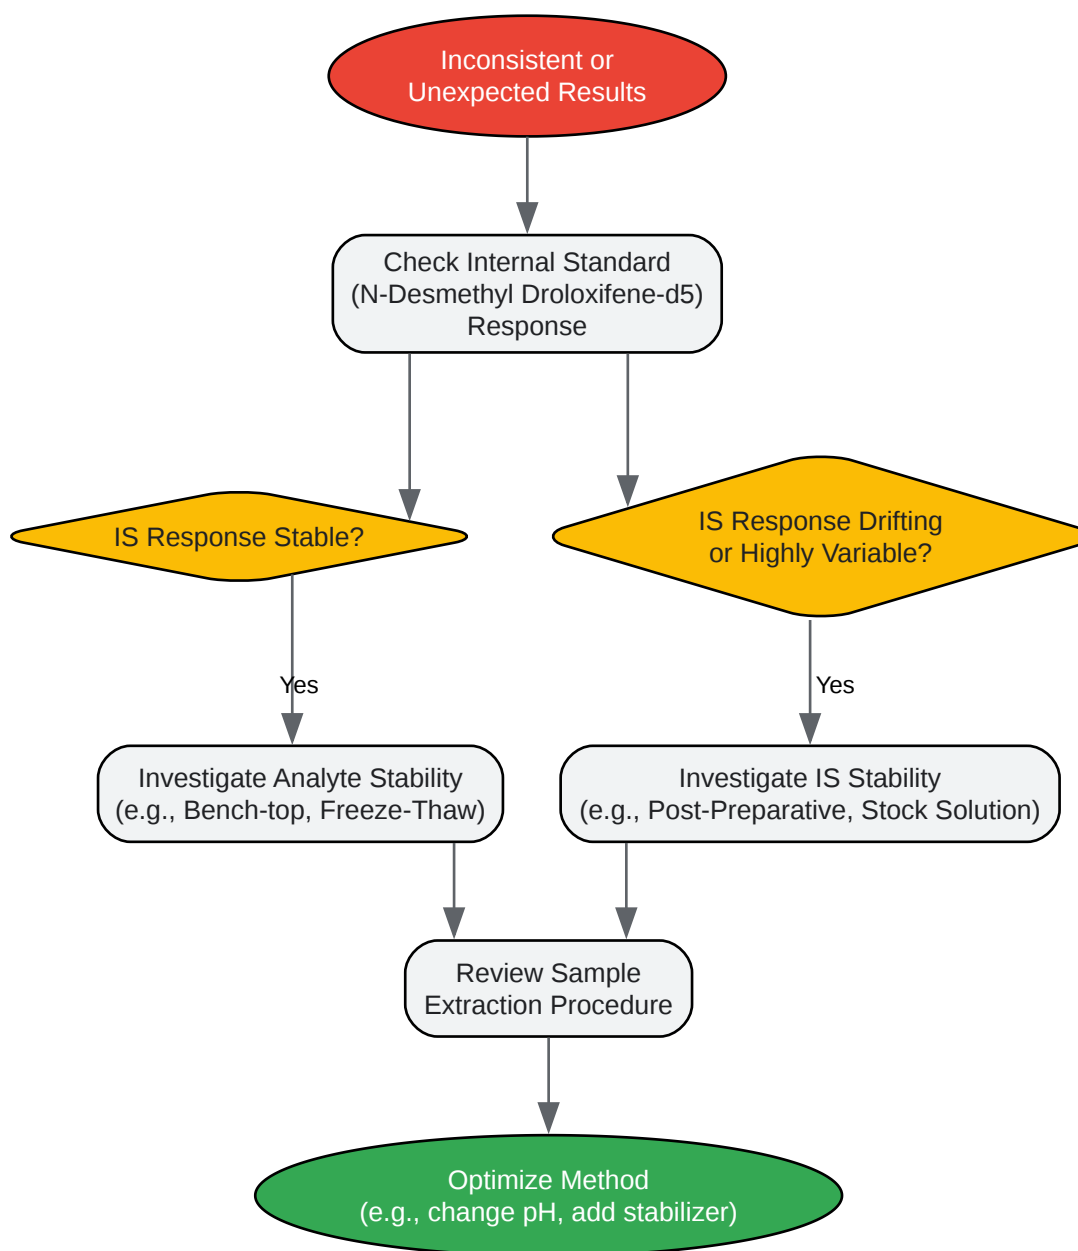 Inconsistent or
Unexpected Results
Check Internal Standard
(N-Desmethyl Droloxifene-d5)
Response
IS Response Stable?
IS Response Drifting
or Highly Variable?
Yes
Yes
Investigate Analyte Stability
(e.g., Bench-top, Freeze-Thaw)
Investigate IS Stability
(e.g., Post-Preparative, Stock Solution)
Review Sample
Extraction Procedure
Optimize Method
(e.g., change pH, add stabilizer)